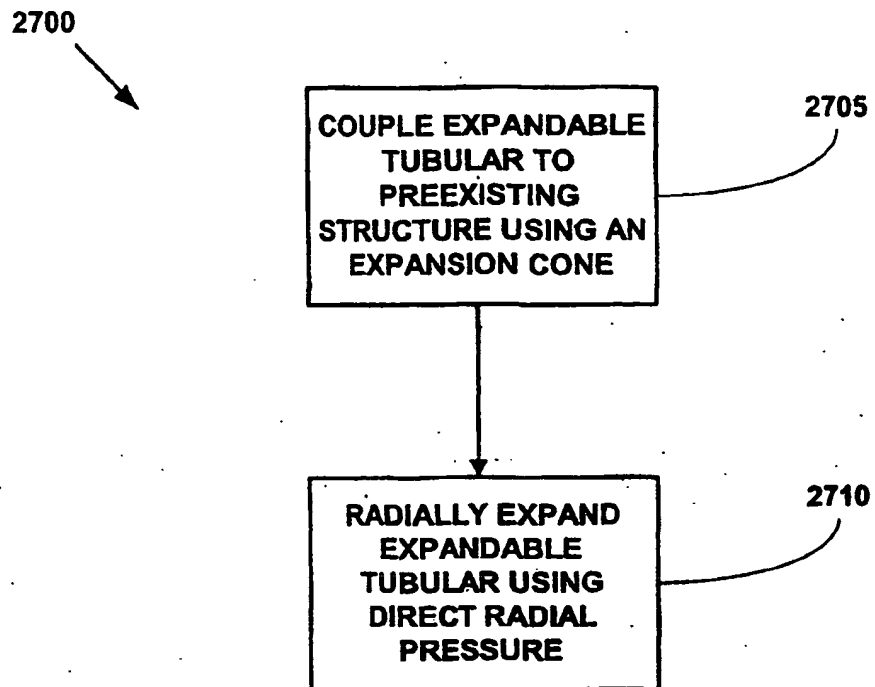 2700
COUPLE EXPANDABLE
TUBULAR TO
PREEXISTING
STRUCTURE USING AN
EXPANSION CONE
2705
RADIALLY EXPAND
EXPANDABLE
TUBULAR USING
DIRECT RADIAL
PRESSURE
2710